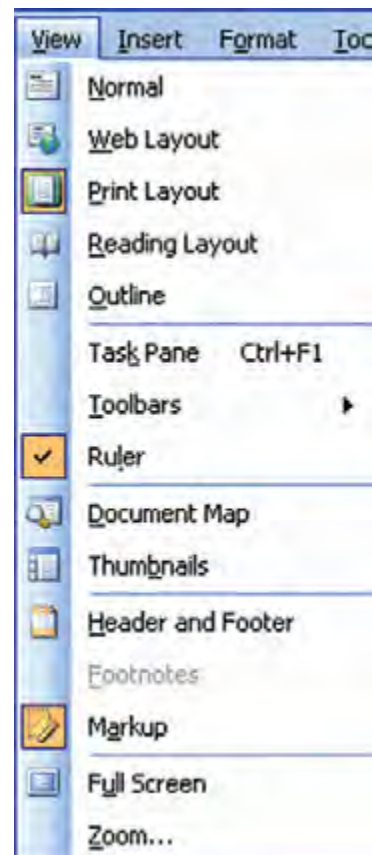 View Insert Format Too
Normal
Web Layout
Print Layout
Reading Layout
Outline
Task Pane Ctrl+F1
Toolbars
Ruler
Document Map
Thumbnails
Header and Footer
Footnotes
Markup
Full Screen
Zoom...